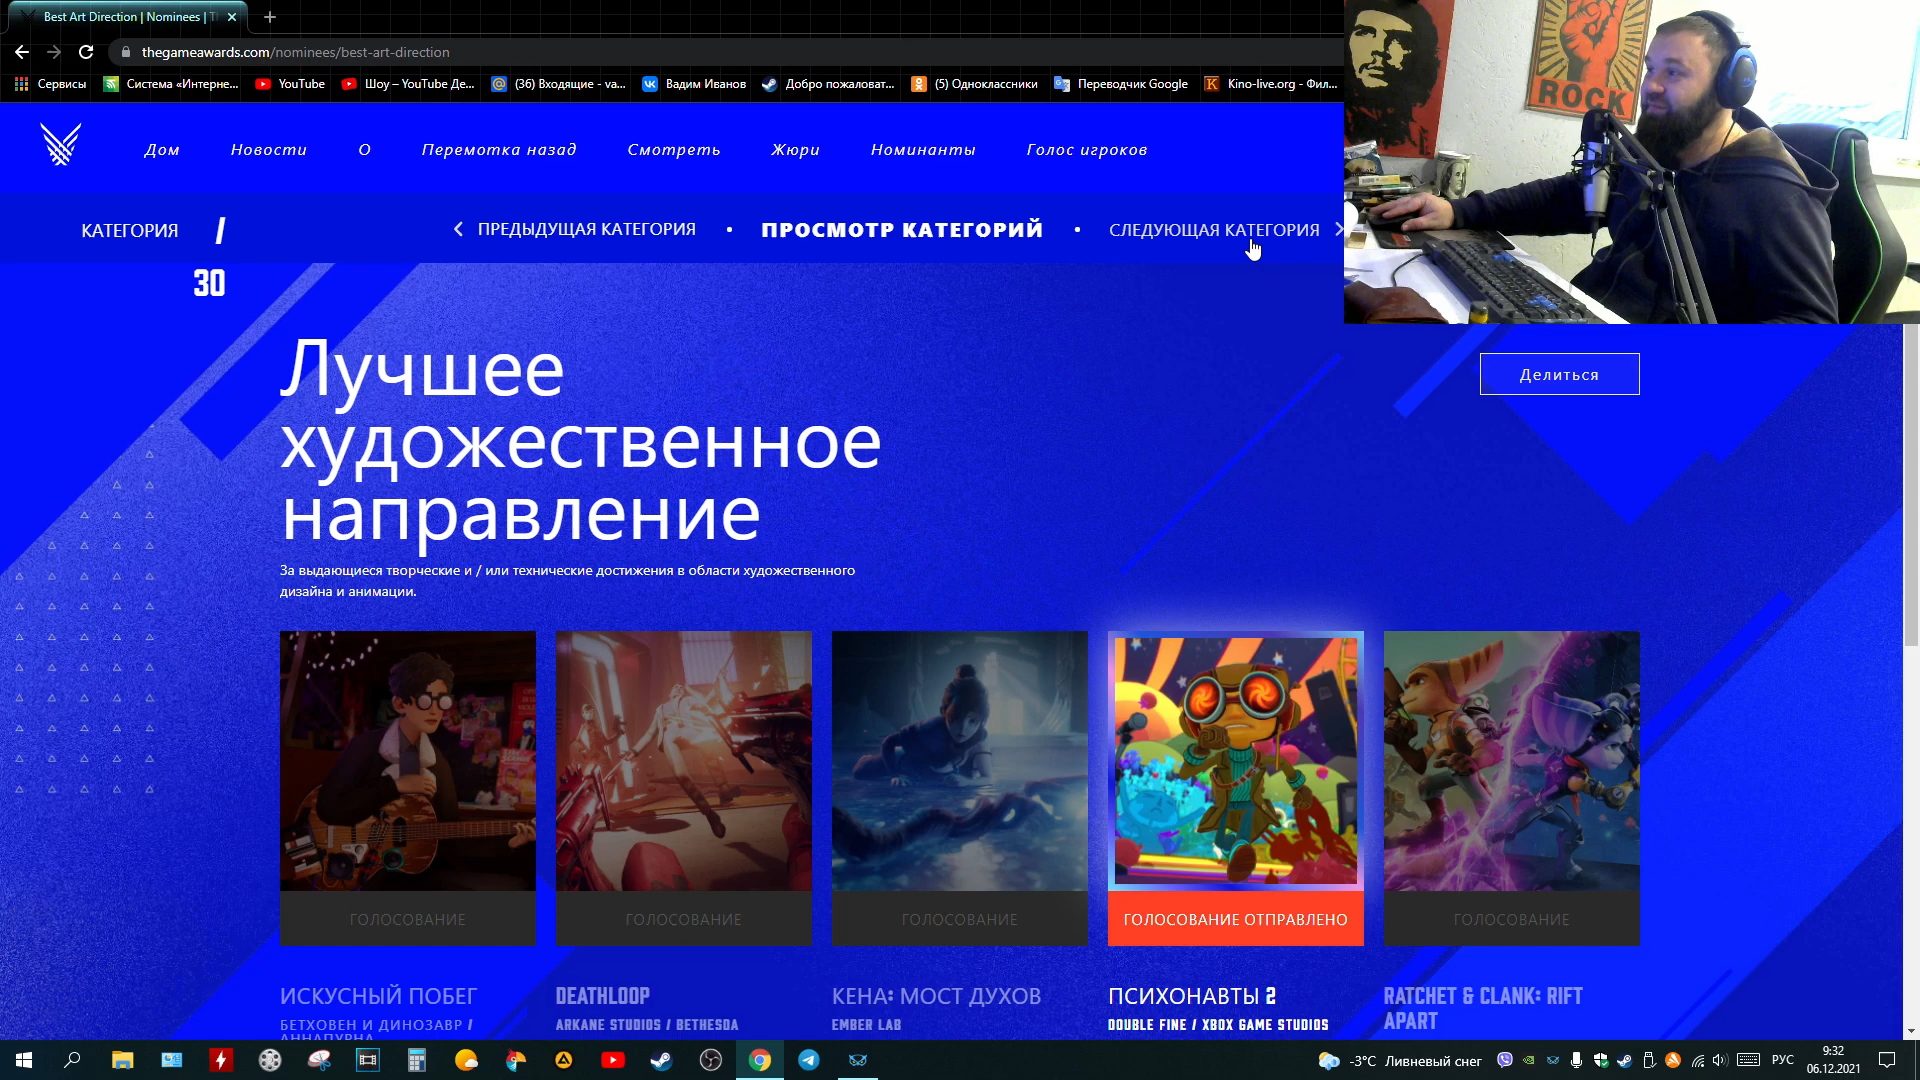 Best Art Direction | Nominees | T
thegameawards.com/nominees/best-art-direction
Сервисы
Система «Интерне...
YouTube
Шоу – YouTube Де...
(36) Входящие - va...
Вадим Иванов
Добро пожаловат...
(5) Одноклассники
Переводчик Google
Kino-live.org - Фил...
ROCK
Дом
Новости
О
Перемотка назад
Смотреть
Жюри
Номинанты
Голос игроков
КАТЕГОРИЯ
/
30
ПРЕДЫДУЩАЯ КАТЕГОРИЯ
ПРОСМОТР КАТЕГОРИЙ
СЛЕДУЮЩАЯ КАТЕГОРИЯ
Лучшее
художественное
направление
Делиться
За выдающиеся творческие и / или технические достижения в области художественного
дизайна и анимации.
ГОЛОСОВАНИЕ
ГОЛОСОВАНИЕ
ГОЛОСОВАНИЕ
ГОЛОСОВАНИЕ ОТПРАВЛЕНО
ГОЛОСОВАНИЕ
ИСКУСНЫЙ ПОБЕГ
БЕТХОВЕН И ДИНОЗАВР /
АННАПУРНА
DEATHLOOP
ARKANE STUDIOS / BETHESDA
КЕНА: МОСТ ДУХОВ
EMBER LAB
ПСИХОНАВТЫ 2
DOUBLE FINE / XBOX GAME STUDIOS
RATCHET & CLANK: RIFT
APART
-3°C Ливневый снег
РУС
9:32
06.12.2021